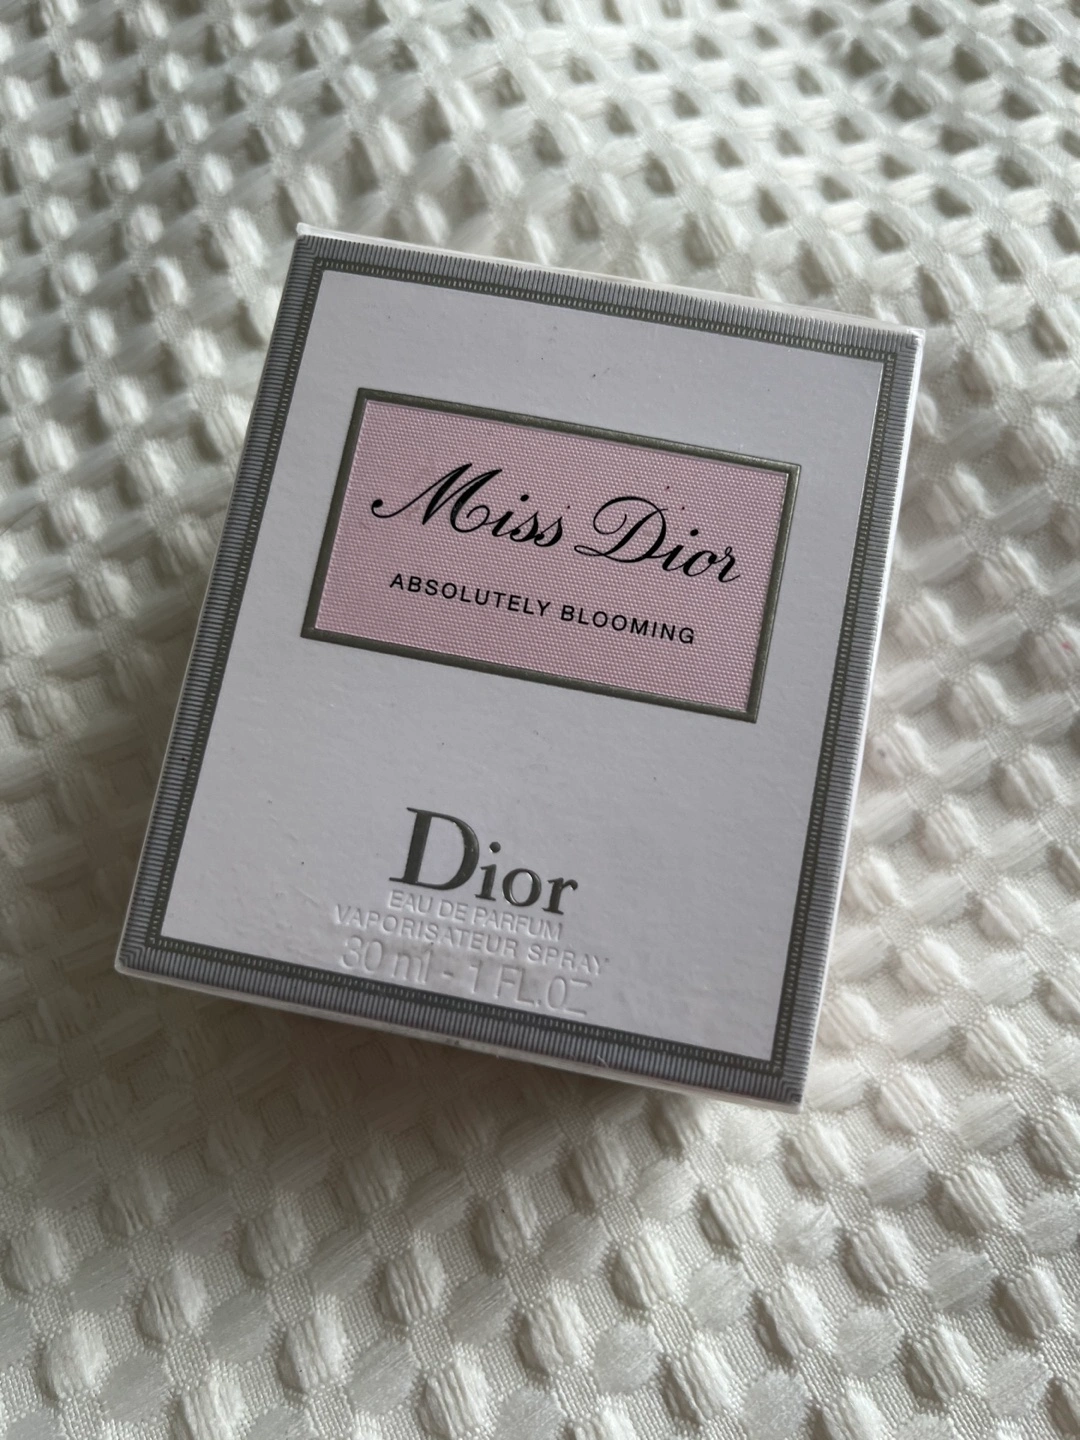 Miss Dior
ABSOLUTELY BLOOMING
Dior
EAU DE PARFUM
VAPORISATEUR SPRAY
30 ml - 1 FL.OZ